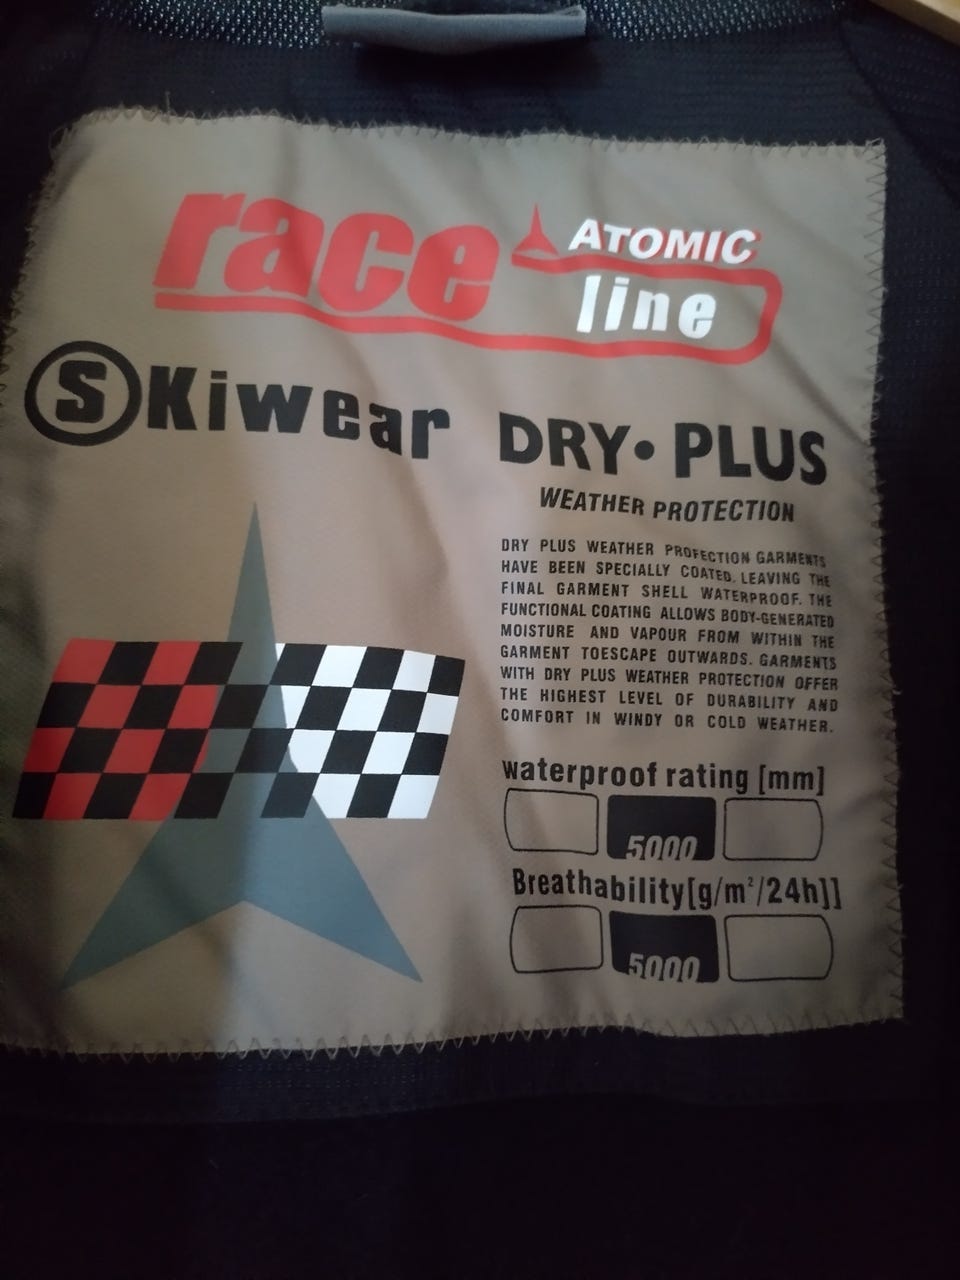 race ATOMIC
line
SKiwear DRY • PLUS
WEATHER PROTECTION
DRY PLUS WEATHER PROFECTION GARMENTS
HAVE BEEN SPECIALLY COATED. LEAVING THE
FINAL GARMENT SHELL WATERPROOF. THE
FUNCTIONAL COATING ALLOWS BODY-GENERATED
MOISTURE AND VAPOUR FROM WITHIN THE
GARMENT TOESCAPE OUTWARDS. GARMENTS
WITH DRY PLUS WEATHER PROTECTION OFFER
THE HIGHEST LEVEL OF DURABILITY AND
COMFORT IN WINDY OR COLD WEATHER.
waterproof rating [mm]
5000
Breathability[g/m²/24h]]
5000